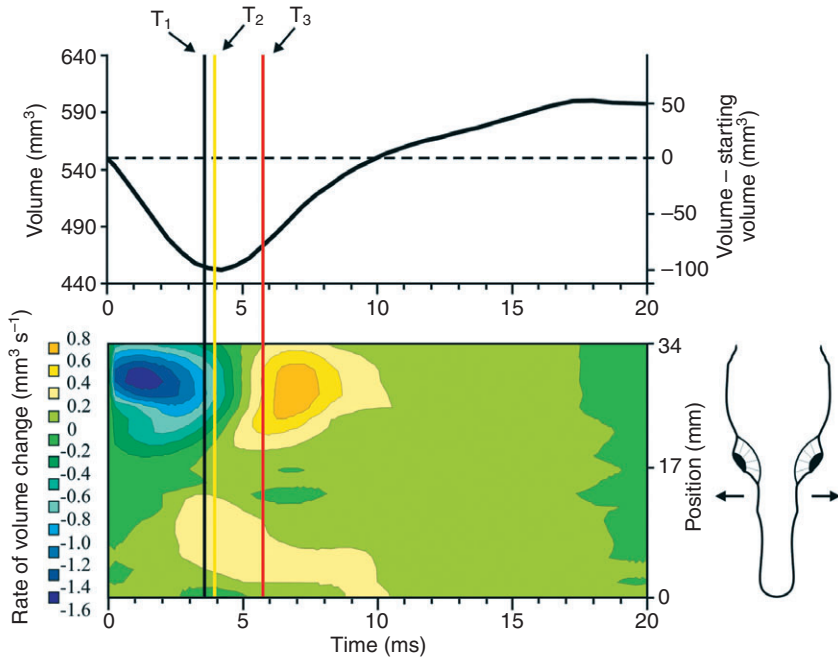 T1 T2 T3
640
590
540
490
440
Volume (mm3)
50
0
–50
–100
Volume – starting
volume (mm3)
0 5 10 15 20
Rate of volume change (mm3 s–1)
0.8
0.6
0.4
0.2
0
-0.2
-0.4
-0.6
-0.8
-1.0
-1.2
-1.4
-1.6
34
17
0
Position (mm)
0 5 10 15 20
Time (ms)